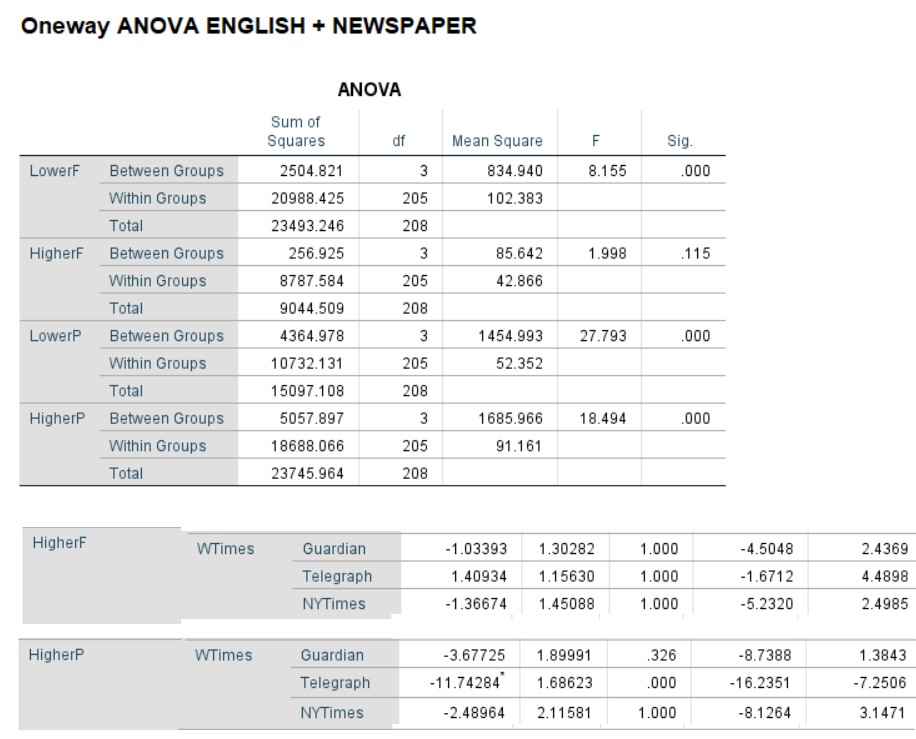 Oneway ANOVA ENGLISH + NEWSPAPER
ANOVA
Sum of Squares df Mean Square F Sig.
LowerF Between Groups 2504.821 3 834.940 8.155 .000
Within Groups 20988.425 205 102.383
Total 23493.246 208
HigherF Between Groups 256.925 3 85.642 1.998 .115
Within Groups 8787.584 205 42.866
Total 9044.509 208
LowerP Between Groups 4364.978 3 1454.993 27.793 .000
Within Groups 10732.131 205 52.352
Total 15097.108 208
HigherP Between Groups 5057.897 3 1685.966 18.494 .000
Within Groups 18688.066 205 91.161
Total 23745.964 208
HigherF WTimes Guardian -1.03393 1.30282 1.000 -4.5048 2.4369
Telegraph 1.40934 1.15630 1.000 -1.6712 4.4898
NYTimes -1.36674 1.45088 1.000 -5.2320 2.4985
HigherP WTimes Guardian -3.67725 1.89991 .326 -8.7388 1.3843
Telegraph -11.74284* 1.68623 .000 -16.2351 -7.2506
NYTimes -2.48964 2.11581 1.000 -8.1264 3.1471